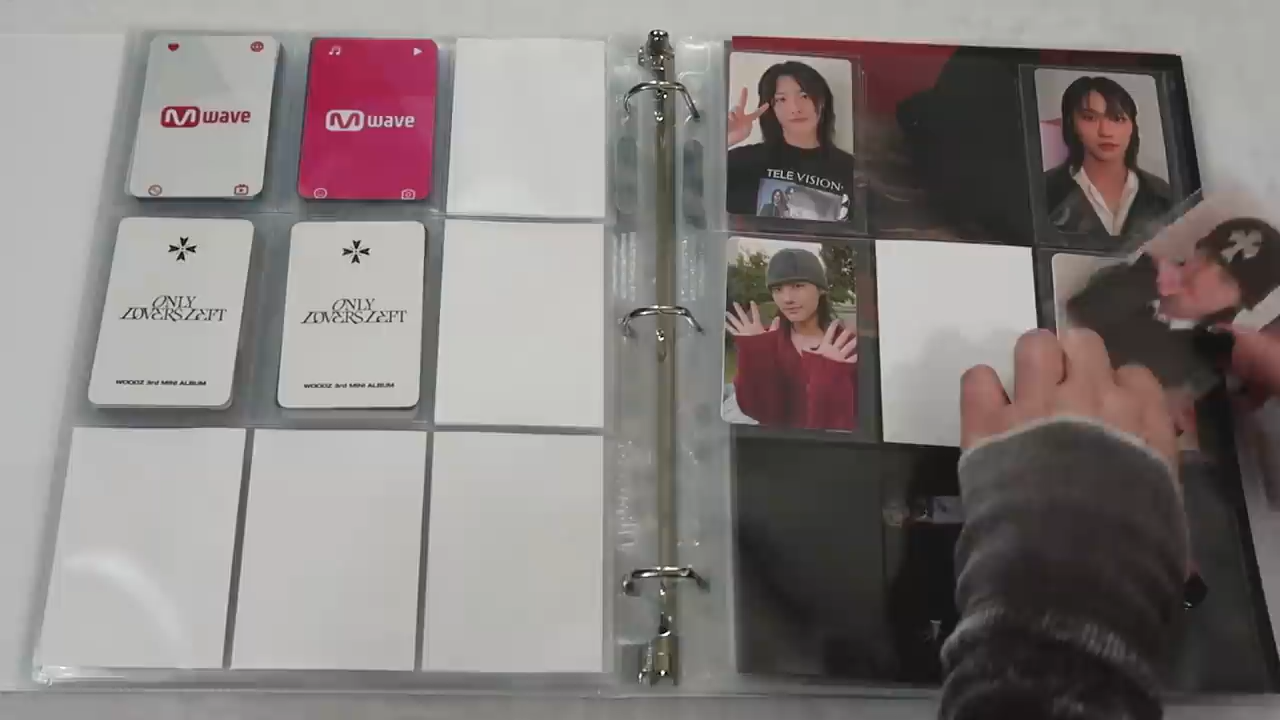 Mwave
Mwave
ONLY
LOVERS LEFT
WOODZ 3rd MINI ALBUM
ONLY
LOVERS LEFT
WOODZ 3rd MINI ALBUM
TELE VISION